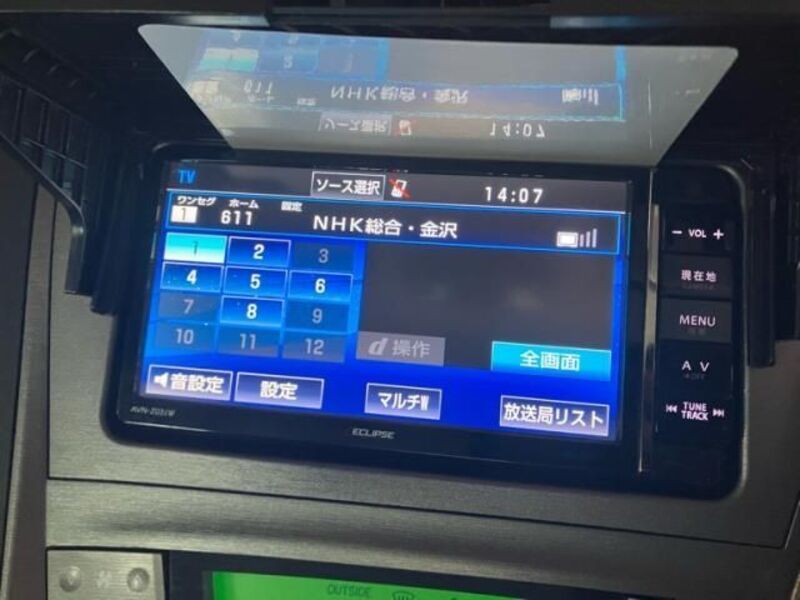 TV ソース選択 14:07
ワンセグ ホーム 設定
1 611 NHK総合・金沢
1 2 3
4 5 6
7 8 9
10 11 12
d 操作 全画面
音設定 設定 マルチW 放送局リスト
ECLIPSE
− VOL +
現在地
MENU
A V
TUNE
TRACK
OUTSIDE